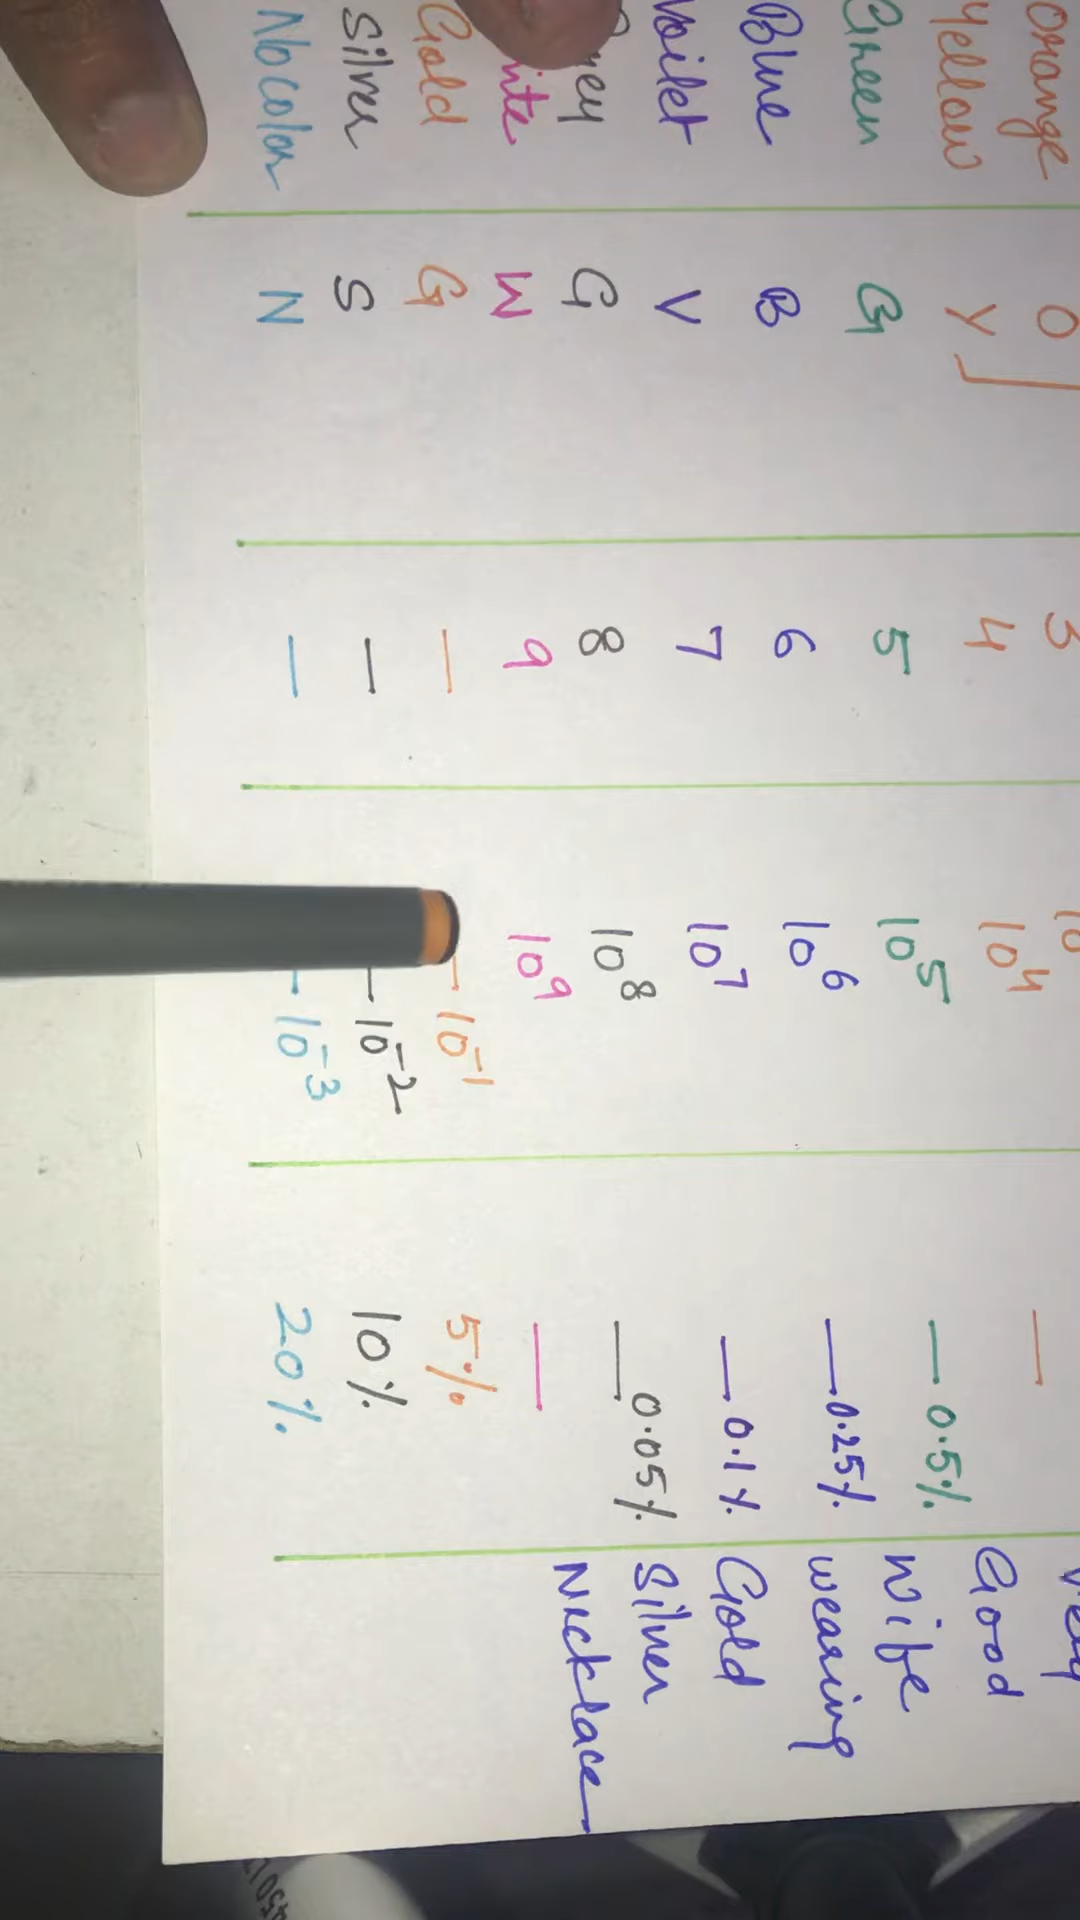 Orange O 3 10
Yellow Y 4 10⁴ — Good
Green G 5 10⁵ — 0.5% Wife
Blue B 6 10⁶ — 0.25% wearing
Voilet V 7 10⁷ — 0.1% Gold
G 8 10⁸ — 0.05% Silver
W 9 10⁹ — Necklace
Gold G — — 10⁻¹ 5%
Silver S — — 10⁻² 10%
No color N — — 10⁻³ 20%